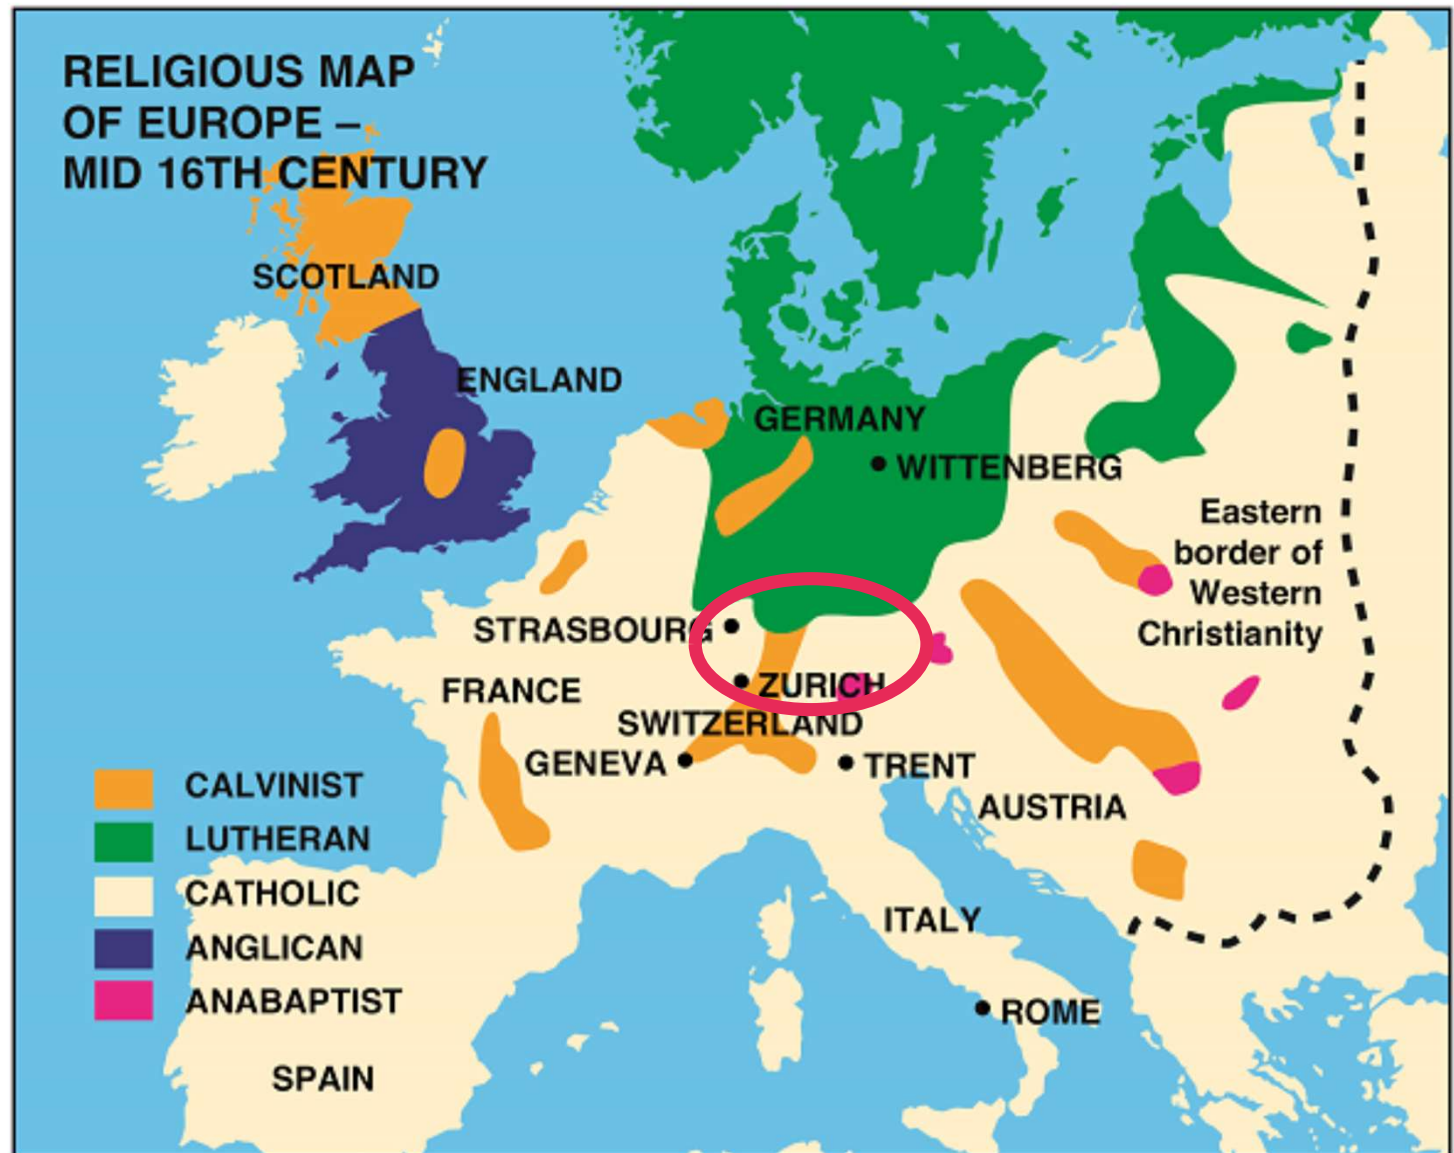 RELIGIOUS MAP
OF EUROPE –
MID 16TH CENTURY
SCOTLAND
ENGLAND
GERMANY
WITTENBERG
Eastern
border of
Western
Christianity
STRASBOURG
ZURICH
FRANCE
SWITZERLAND
GENEVA
TRENT
CALVINIST
AUSTRIA
LUTHERAN
CATHOLIC
ITALY
ANGLICAN
ANABAPTIST
ROME
SPAIN